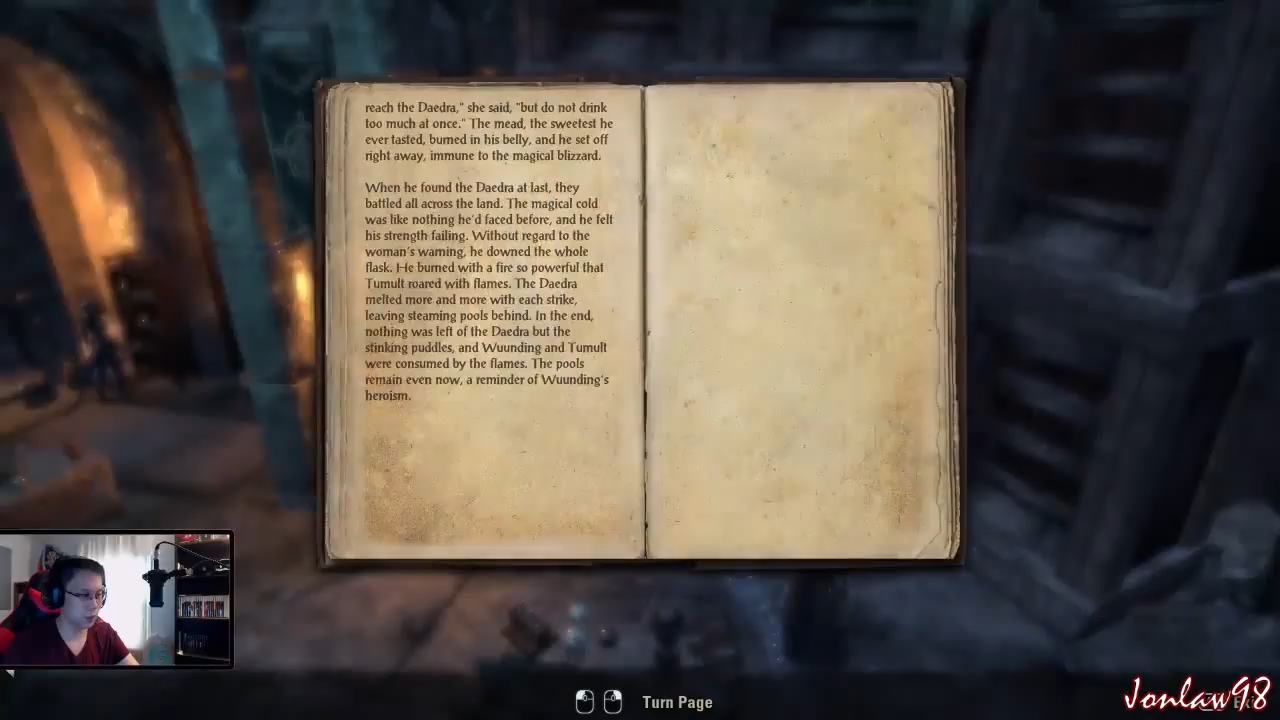 reach the Daedra," she said, "but do not drink
too much at once." The mead, the sweetest he
ever tasted, burned in his belly, and he set off
right away, immune to the magical blizzard.
When he found the Daedra at last, they
battled all across the land. The magical cold
was like nothing he'd faced before, and he felt
his strength failing. Without regard to the
woman's warning, he downed the whole
flask. He burned with a fire so powerful that
Tumult roared with flames. The Daedra
melted more and more with each strike,
leaving steaming pools behind. In the end,
nothing was left of the Daedra but the
stinking puddles, and Wuunding and Tumult
were consumed by the flames. The pools
remain even now, a reminder of Wuunding's
heroism.
Turn Page
Jonlaw98